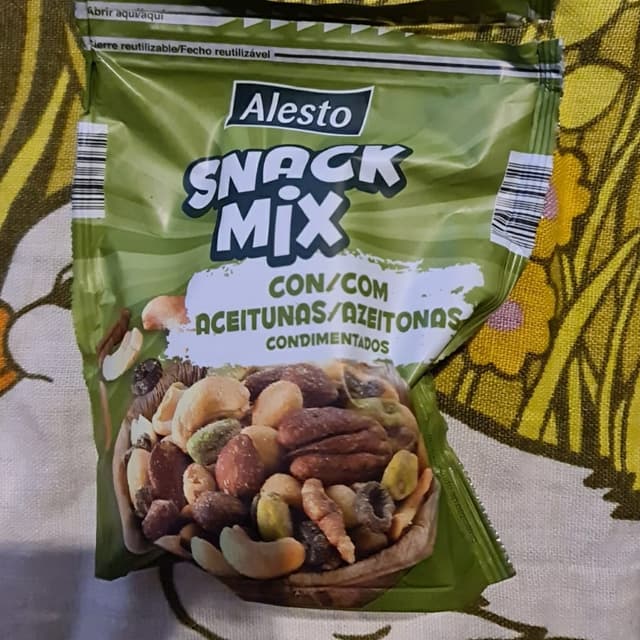 Abrir aquí/aqui
Cierre reutilizable/Fecho reutilizável
Alesto
SNACK
MiX
CON/COM
ACEITUNAS/AZEITONAS
CONDIMENTADOS